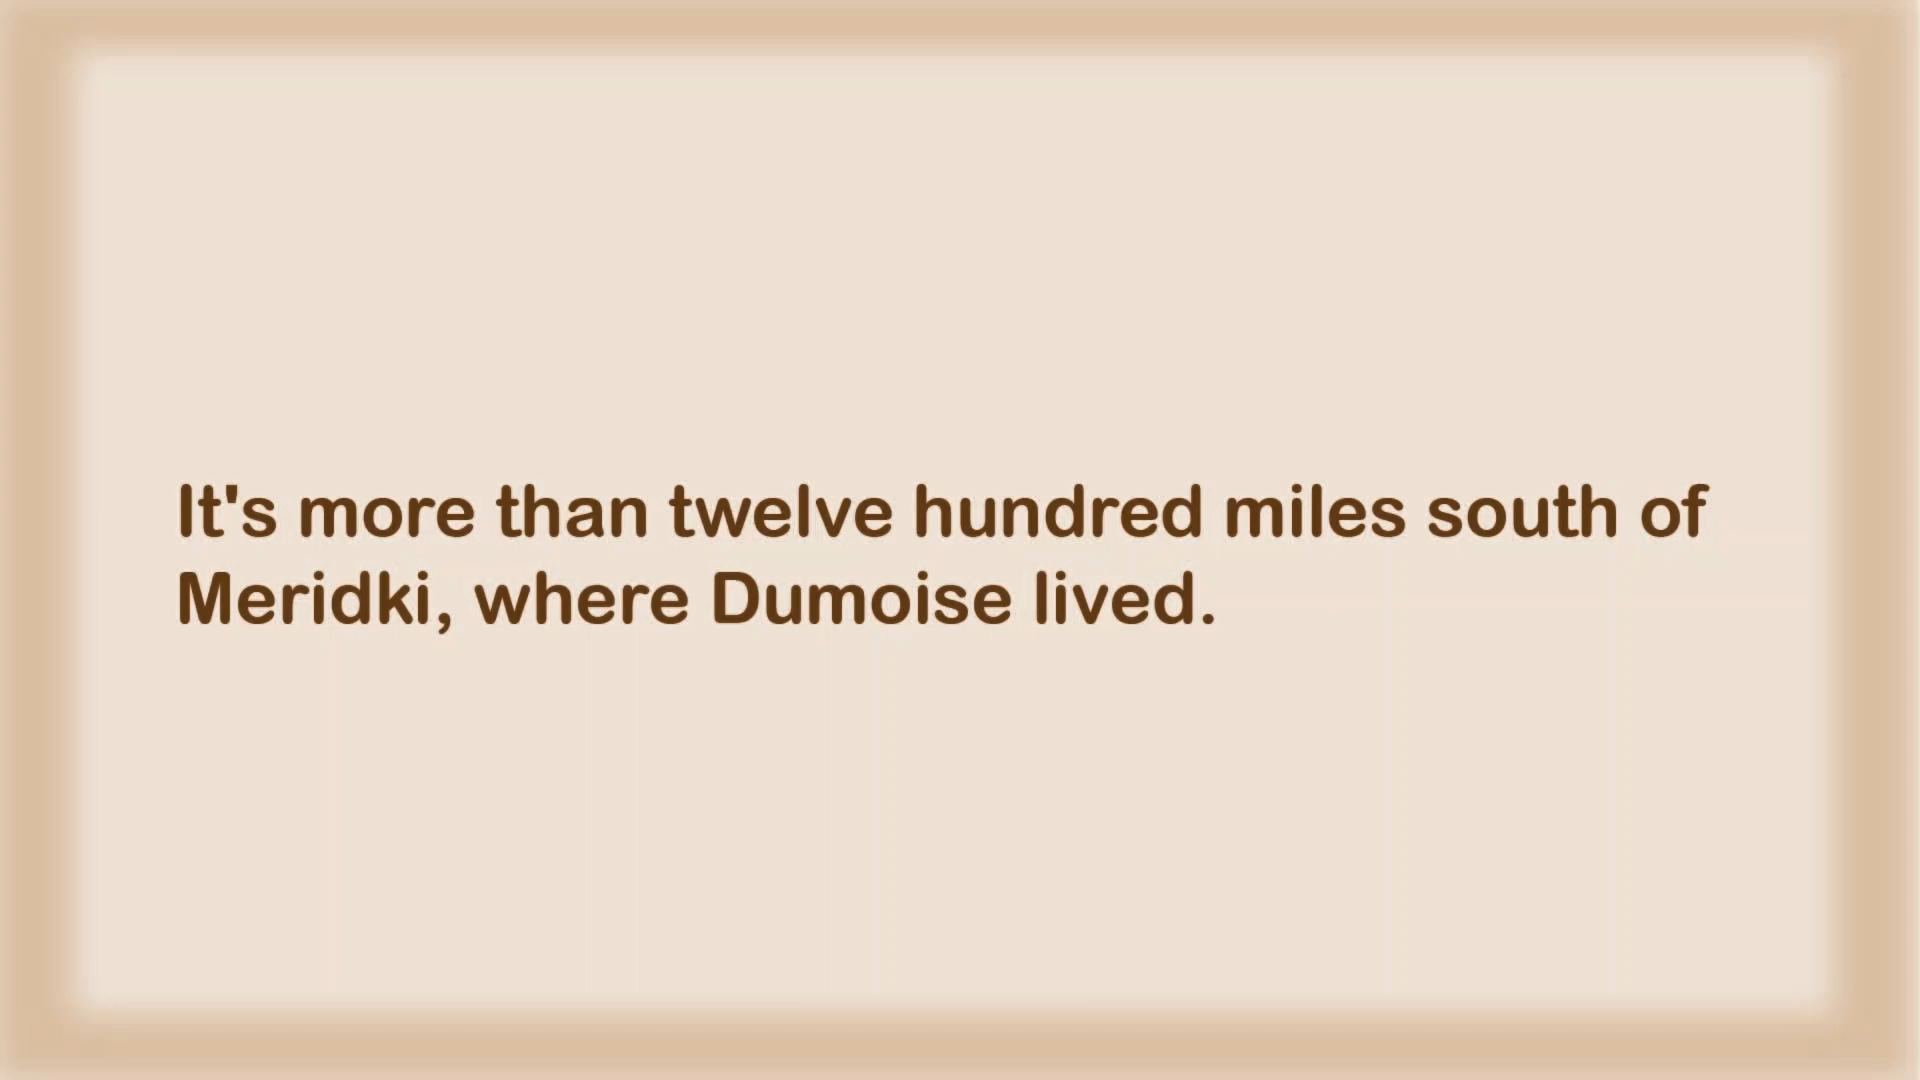 It's more than twelve hundred miles south of
Meridki, where Dumoise lived.